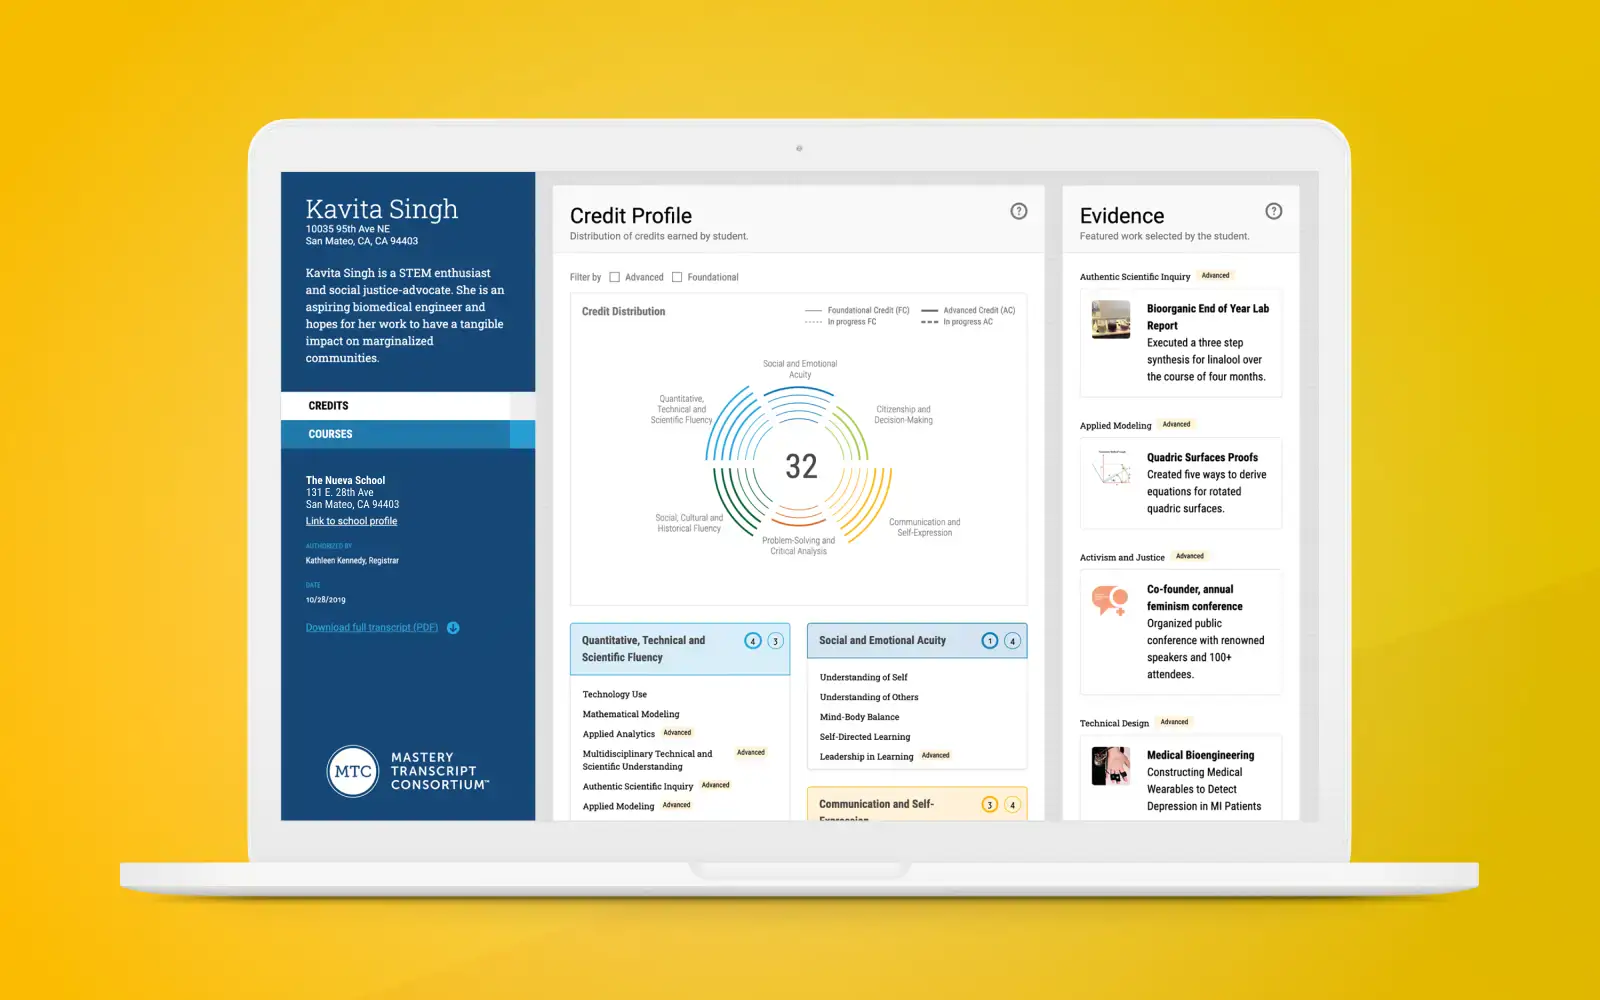 Kavita Singh
10035 95th Ave NE
San Mateo, CA, CA 94403
Kavita Singh is a STEM enthusiast
and social justice-advocate. She is an
aspiring biomedical engineer and
hopes for her work to have a tangible
impact on marginalized
communities.
CREDITS
COURSES
The Nueva School
131 E. 28th Ave
San Mateo, CA 94403
Link to school profile
AUTHORIZED BY
Kathleen Kennedy, Registrar
DATE
10/28/2019
Download full transcript (PDF)
MTC
MASTERY
TRANSCRIPT
CONSORTIUM™
Credit Profile
?
Distribution of credits earned by student.
Filter by Advanced Foundational
Credit Distribution
Foundational Credit (FC) Advanced Credit (AC)
In progress FC In progress AC
Social and Emotional
Acuity
Quantitative,
Technical and
Scientific Fluency
Citizenship and
Decision-Making
32
Social, Cultural and
Historical Fluency
Communication and
Self-Expression
Problem-Solving and
Critical Analysis
Quantitative, Technical and
Scientific Fluency
4 3
Technology Use
Mathematical Modeling
Applied Analytics Advanced
Multidisciplinary Technical and Advanced
Scientific Understanding
Authentic Scientific Inquiry Advanced
Applied Modeling Advanced
Social and Emotional Acuity 1 4
Understanding of Self
Understanding of Others
Mind-Body Balance
Self-Directed Learning
Leadership in Learning Advanced
Communication and Self- 3 4
Expression
Evidence
?
Featured work selected by the student.
Authentic Scientific Inquiry Advanced
Bioorganic End of Year Lab
Report
Executed a three step
synthesis for linalool over
the course of four months.
Applied Modeling Advanced
Quadric Surfaces Proofs
Created five ways to derive
equations for rotated
quadric surfaces.
Activism and Justice Advanced
Co-founder, annual
feminism conference
Organized public
conference with renowned
speakers and 100+
attendees.
Technical Design Advanced
Medical Bioengineering
Constructing Medical
Wearables to Detect
Depression in MI Patients